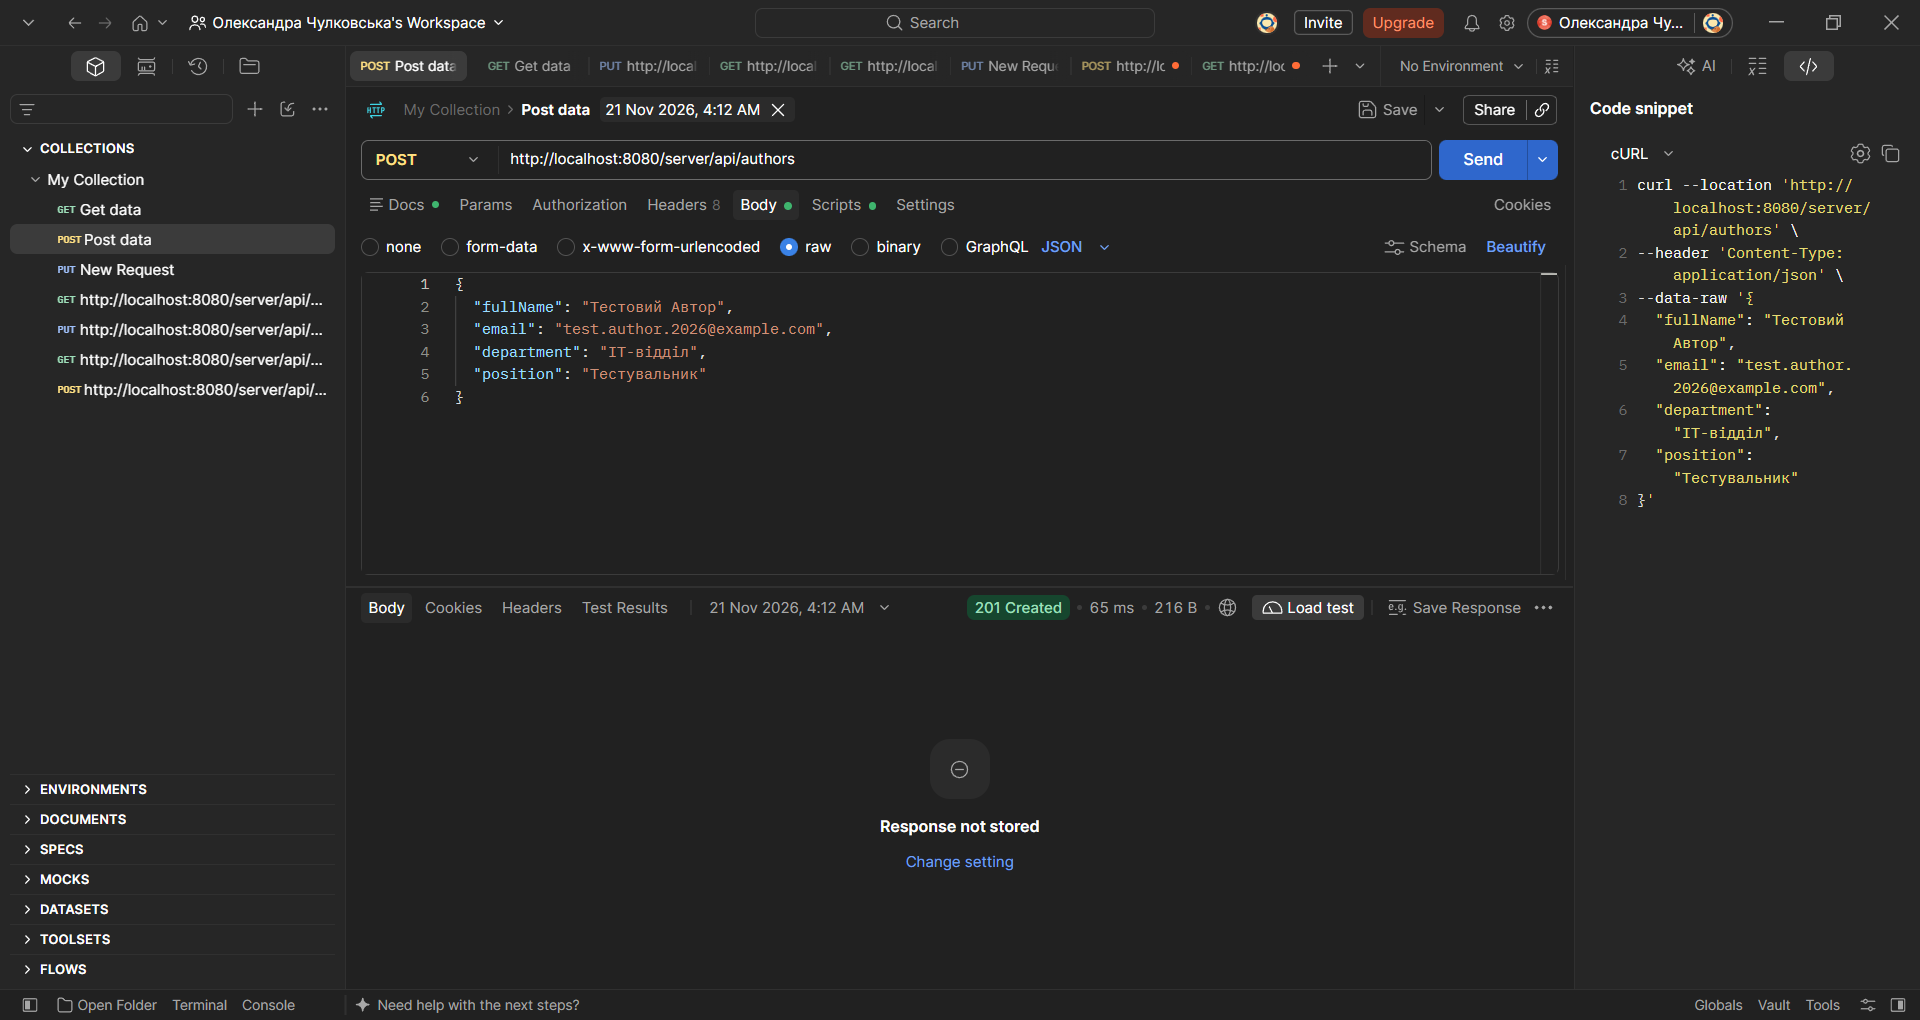 Олександра Чулковська's Workspace
Search
Invite
Upgrade
S Олександра Чу...
POST Post data
GET Get data
PUT http://local
GET http://local
GET http://local
PUT New Requ
POST http://lo
GET http://loc
No Environment
AI
HTTP My Collection > Post data 21 Nov 2026, 4:12 AM
Save
Share
Code snippet
COLLECTIONS
My Collection
GET Get data
POST Post data
PUT New Request
GET http://localhost:8080/server/api/...
PUT http://localhost:8080/server/api/...
GET http://localhost:8080/server/api/...
POST http://localhost:8080/server/api/...
ENVIRONMENTS
DOCUMENTS
SPECS
MOCKS
DATASETS
TOOLSETS
FLOWS
POST http://localhost:8080/server/api/authors
Send
Docs Params Authorization Headers 8 Body Scripts Settings Cookies
none form-data x-www-form-urlencoded raw binary GraphQL JSON Schema Beautify
1 {
2 "fullName": "Тестовий Автор",
3 "email": "test.author.2026@example.com",
4 "department": "ІТ-відділ",
5 "position": "Тестувальник"
6 }
Body Cookies Headers Test Results 21 Nov 2026, 4:12 AM 201 Created 65 ms 216 B Load test e.g. Save Response
Response not stored
Change setting
cURL
1 curl --location 'http://
localhost:8080/server/
api/authors' \
2 --header 'Content-Type:
application/json' \
3 --data-raw '{
4 "fullName": "Тестовий
Автор",
5 "email": "test.author.
2026@example.com",
6 "department":
"ІТ-відділ",
7 "position":
"Тестувальник"
8 }'
Open Folder Terminal Console Need help with the next steps? Globals Vault Tools